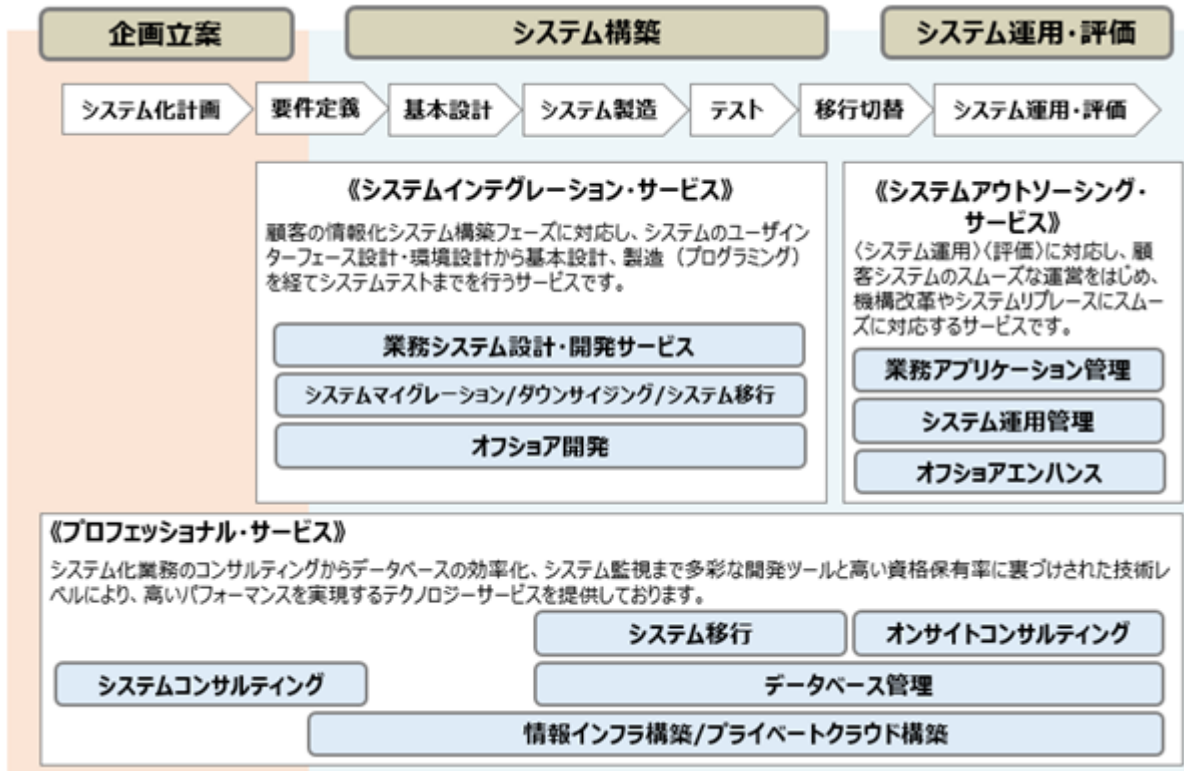 企画立案
システム構築
システム運用・評価
システム化計画
要件定義
基本設計
システム製造
テスト
移行切替
システム運用・評価
《システムインテグレーション・サービス》
顧客の情報化システム構築フェーズに対応し、システムのユーザイン
ターフェース設計・環境設計から基本設計、製造（プログラミング）
を経てシステムテストまでを行うサービスです。
業務システム設計・開発サービス
システムマイグレーション/ダウンサイジング/システム移行
オフショア開発
《システムアウトソーシング・
サービス》
〈システム運用〉〈評価〉に対応し、顧
客システムのスムーズな運営をはじめ、
機構改革やシステムリプレースにスムー
ズに対応するサービスです。
業務アプリケーション管理
システム運用管理
オフショアエンハンス
《プロフェッショナル・サービス》
システム化業務のコンサルティングからデータベースの効率化、システム監視まで多彩な開発ツールと高い資格保有率に裏づけされた技術レ
ベルにより、高いパフォーマンスを実現するテクノロジーサービスを提供しております。
システム移行
オンサイトコンサルティング
システムコンサルティング
データベース管理
情報インフラ構築/プライベートクラウド構築